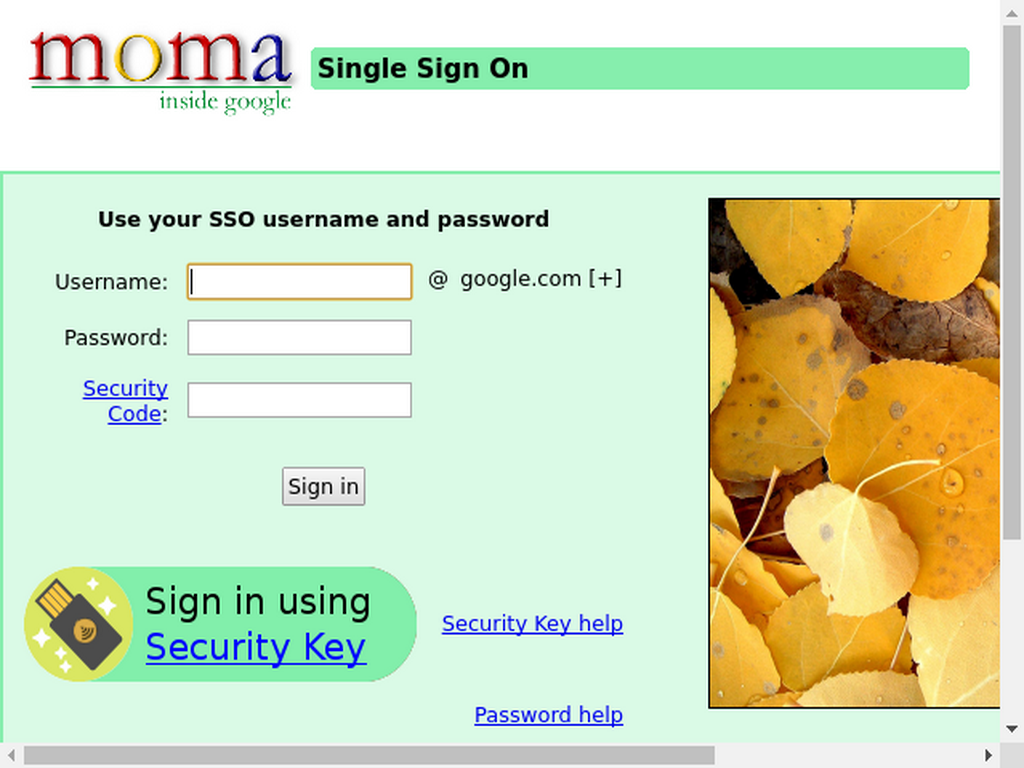 moma
inside google
Single Sign On
Use your SSO username and password
Username: @ google.com [+]
Password:
Security
Code:
Sign in
Sign in using
Security Key
Security Key help
Password help